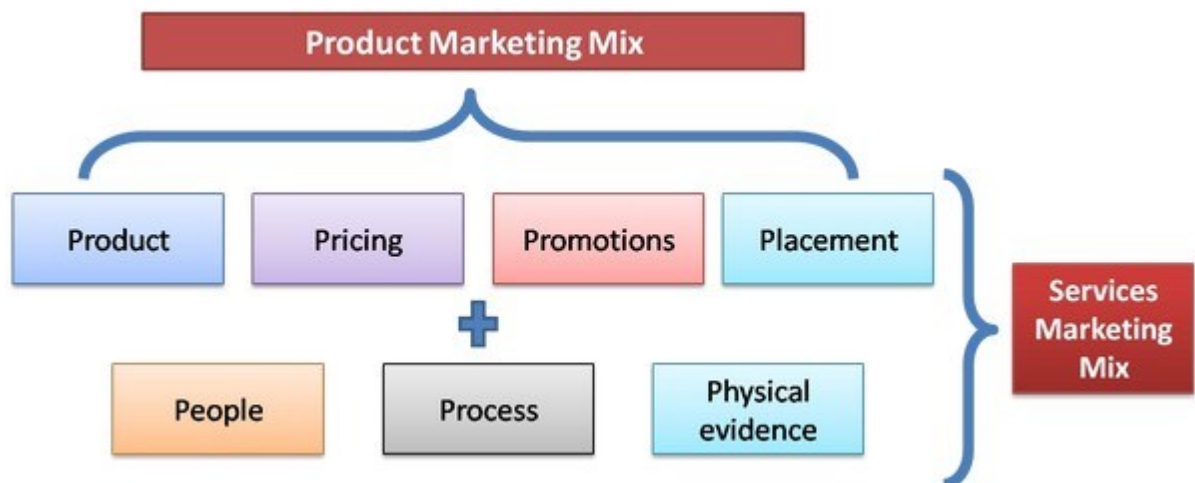 Product Marketing Mix
Product
Pricing
Promotions
Placement
Services
Marketing
Mix
People
Process
Physical
evidence